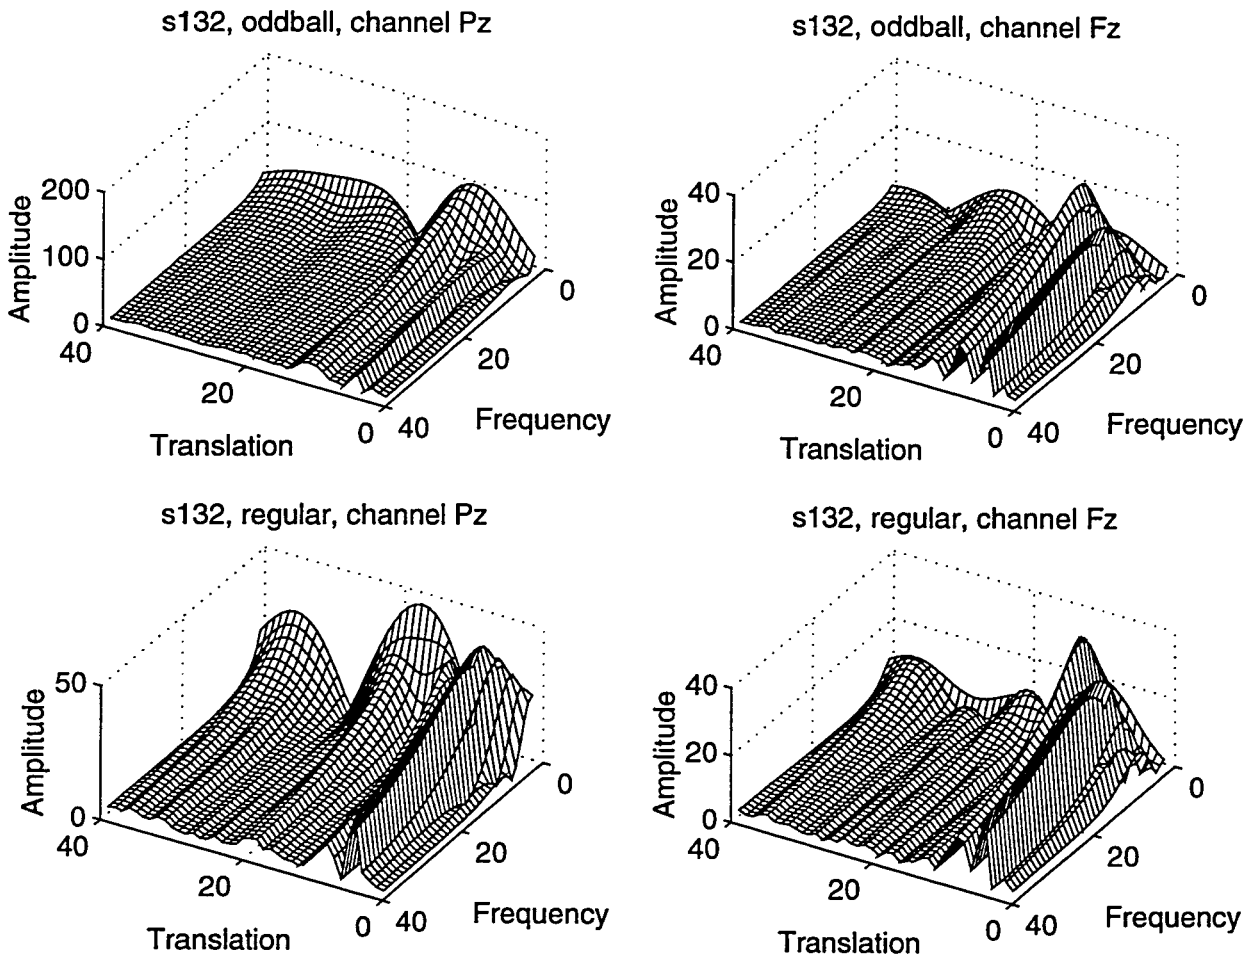 s132, oddball, channel Pz
200
100
0
40
20
0
40
20
0
Amplitude
Translation
Frequency
s132, oddball, channel Fz
40
20
0
40
20
0
40
20
0
Amplitude
Translation
Frequency
s132, regular, channel Pz
50
0
40
20
0
40
20
0
Amplitude
Translation
Frequency
s132, regular, channel Fz
40
20
0
40
20
0
40
20
0
Amplitude
Translation
Frequency